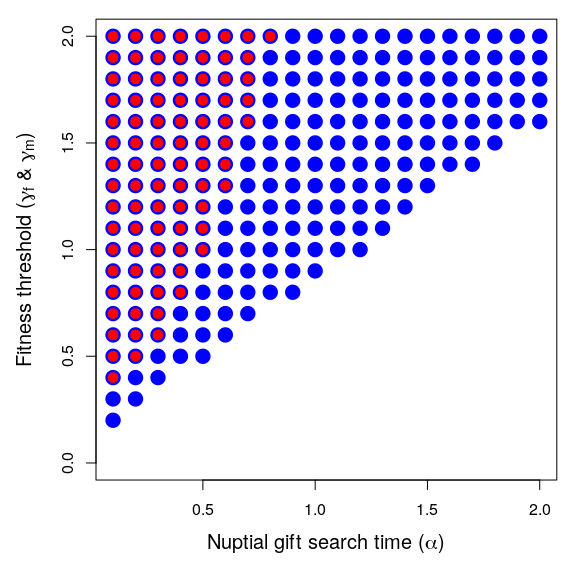 Fitness threshold (γf & γm)
2.0
1.5
1.0
0.5
0.0
0.5 1.0 1.5 2.0
Nuptial gift search time (α)